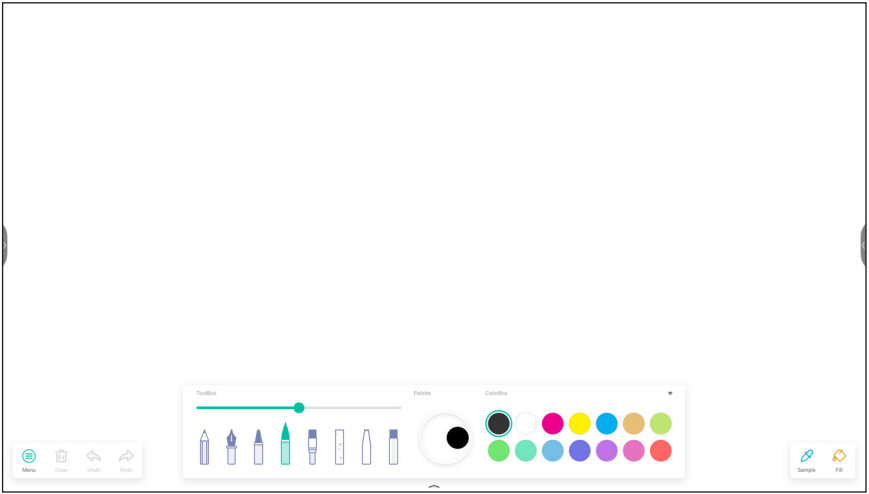 ToolBox
Palette
ColorBox
Menu
Clear
Undo
Redo
Sample
Fill